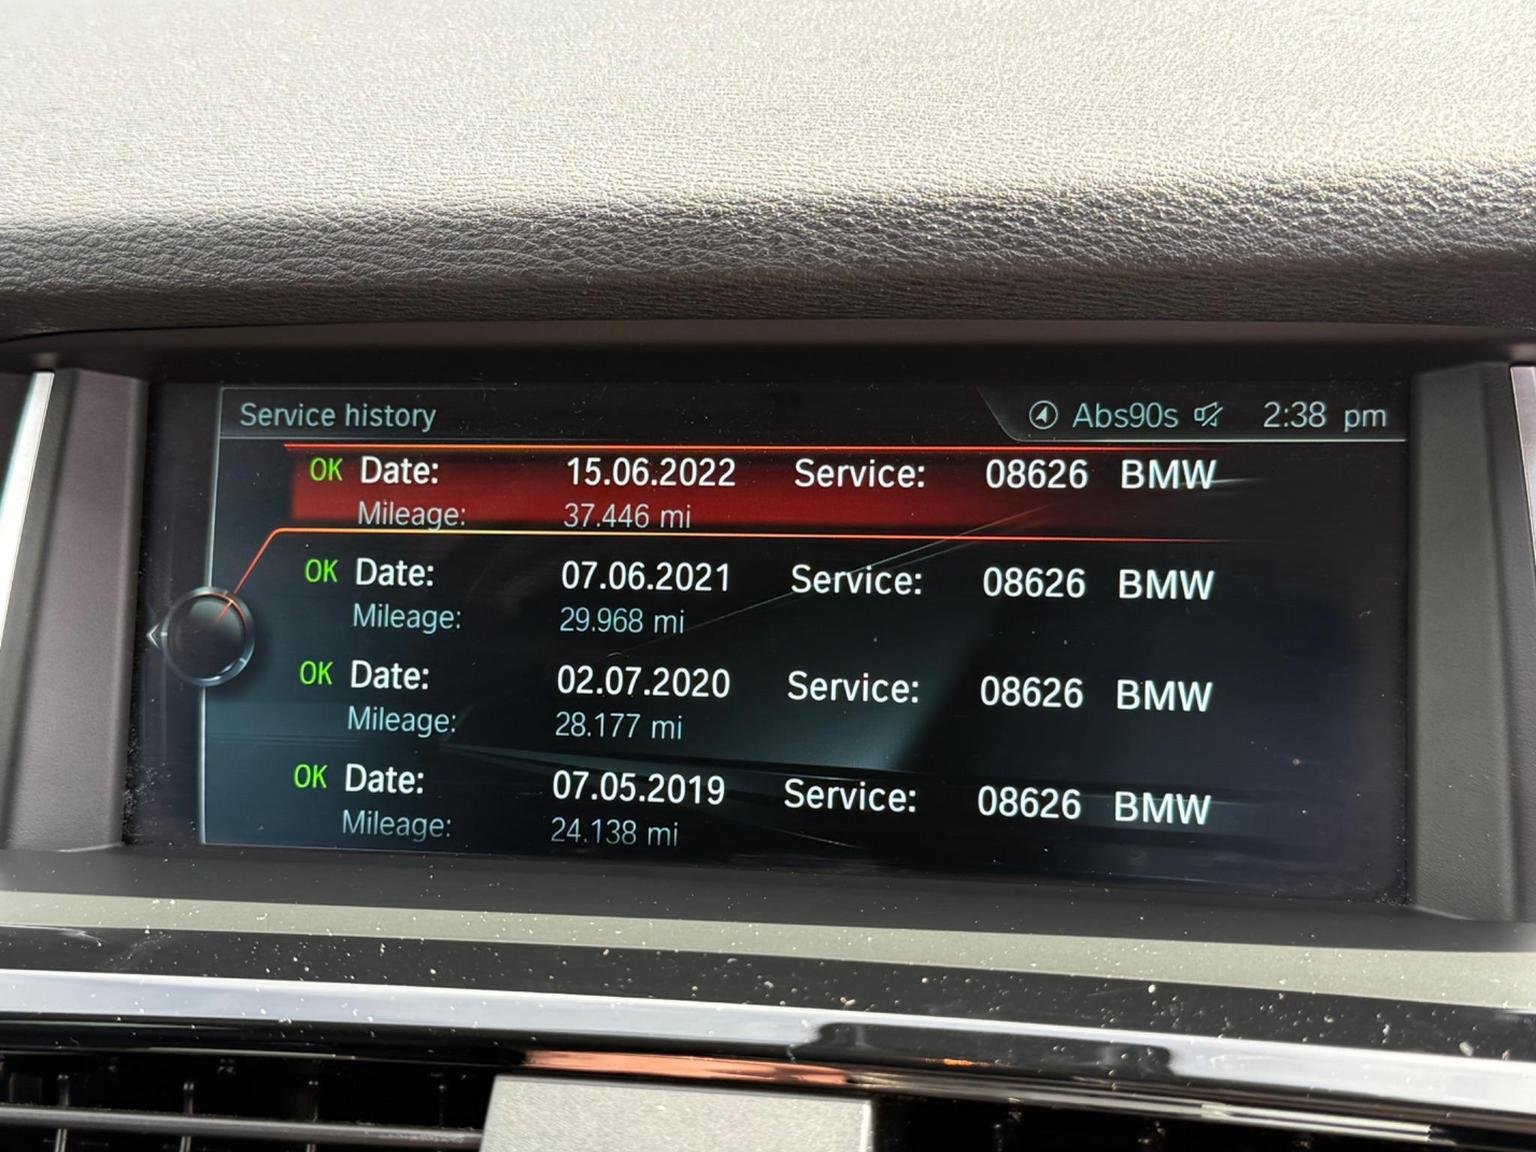 Service history Abs90s 2:38 pm
OK Date: 15.06.2022 Service: 08626 BMW
Mileage: 37.446 mi
OK Date: 07.06.2021 Service: 08626 BMW
Mileage: 29.968 mi
OK Date: 02.07.2020 Service: 08626 BMW
Mileage: 28.177 mi
OK Date: 07.05.2019 Service: 08626 BMW
Mileage: 24.138 mi